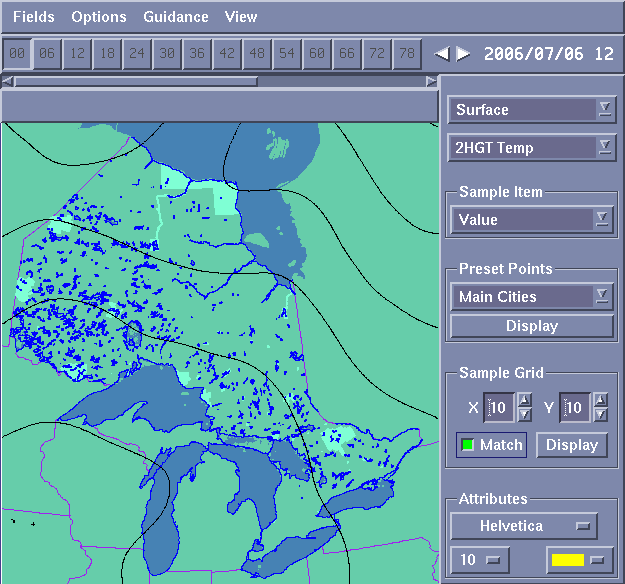 Fields Options Guidance View
00 06 12 18 24 30 36 42 48 54 60 66 72 78 2006/07/06 12
Surface
2HGT Temp
Sample Item
Value
Preset Points
Main Cities
Display
Sample Grid
X 10 Y 10
Match Display
Attributes
Helvetica
10